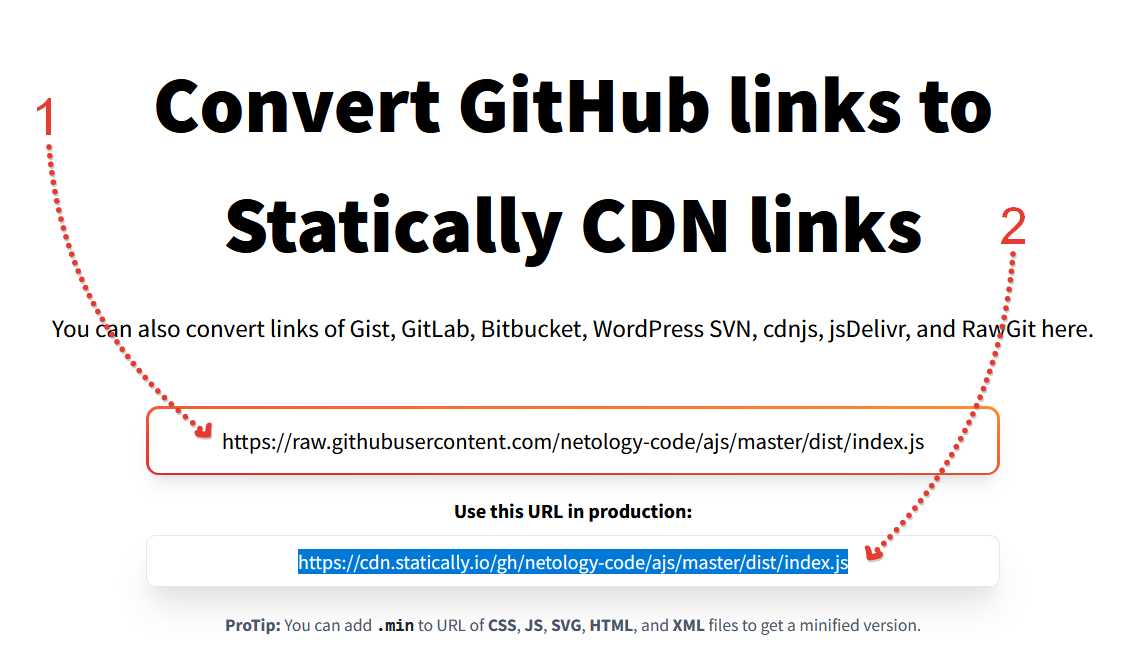 1
Convert GitHub links to
Statically CDN links
2
You can also convert links of Gist, GitLab, Bitbucket, WordPress SVN, cdnjs, jsDelivr, and RawGit here.
https://raw.githubusercontent.com/netology-code/ajs/master/dist/index.js
Use this URL in production:
https://cdn.statically.io/gh/netology-code/ajs/master/dist/index.js
ProTip: You can add .min to URL of CSS, JS, SVG, HTML, and XML files to get a minified version.